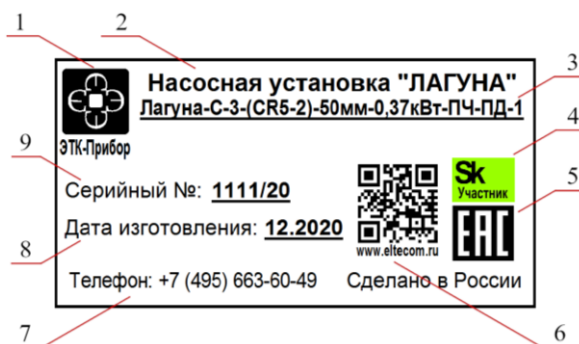 1
2
3
Насосная установка "ЛАГУНА"
Лагуна-С-3-(CR5-2)-50мм-0,37кВт-ПЧ-ПД-1
4
ЭТК-Прибор
9
Sk
Участник
5
Серийный №: 1111/20
EAC
Дата изготовления: 12.2020
8
www.eltecom.ru
Телефон: +7 (495) 663-60-49
Сделано в России
7
6